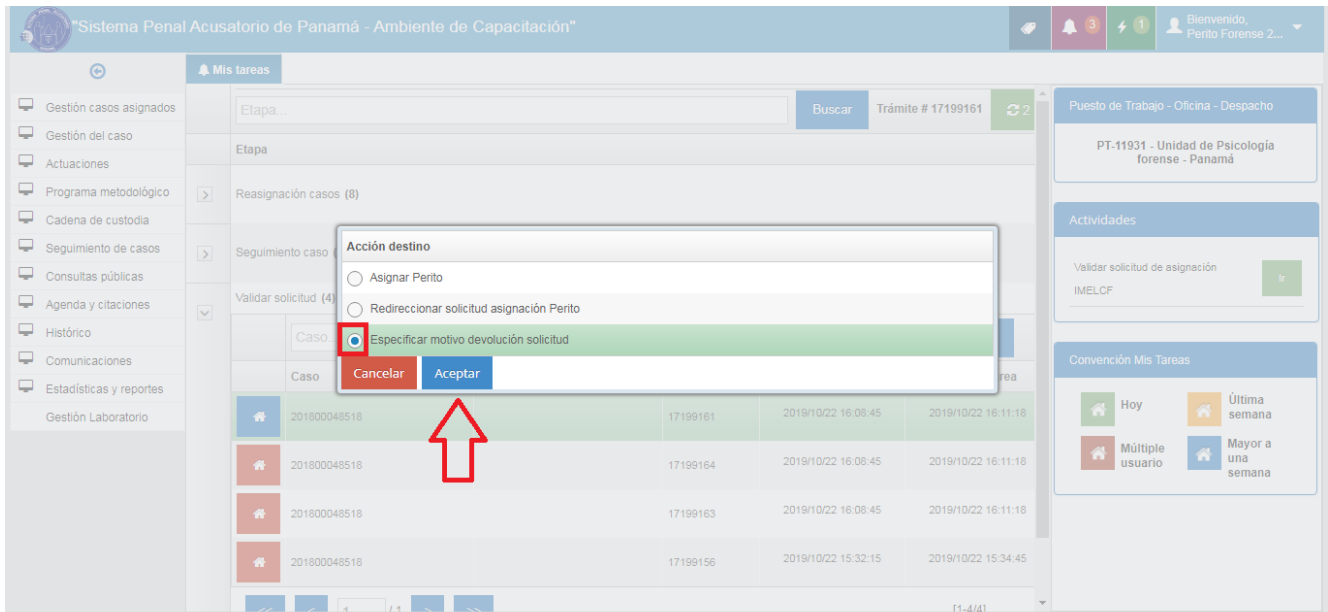 "Sistema Penal Acusatorio de Panamá - Ambiente de Capacitación"
3
1
Bienvenido,
Perito Forense 2...
Mis tareas
Gestión casos asignados
Gestión del caso
Actuaciones
Programa metodológico
Cadena de custodia
Seguimiento de casos
Consultas públicas
Agenda y citaciones
Histórico
Comunicaciones
Estadísticas y reportes
Gestión Laboratorio
Etapa...
Buscar
Trámite # 17199161
2
Etapa
Reasignación casos (8)
Seguimiento caso (
Validar solicitud (4)
Caso...
Caso
rea
Acción destino
Asignar Perito
Redireccionar solicitud asignación Perito
Especificar motivo devolución solicitud
Cancelar
Aceptar
201800048518 17199161 2019/10/22 16:08:45 2019/10/22 16:11:18
201800048518 17199164 2019/10/22 16:08:45 2019/10/22 16:11:18
201800048518 17199163 2019/10/22 16:08:45 2019/10/22 16:11:18
201800048518 17199156 2019/10/22 15:32:15 2019/10/22 15:34:45
<< < 1 / 1 > >> [1-4/4]
Puesto de Trabajo - Oficina - Despacho
PT-11931 - Unidad de Psicología
forense - Panamá
Actividades
Validar solicitud de asignación
IMELCF
Ir
Convención Mis Tareas
Hoy
Última
semana
Múltiple
usuario
Mayor a
una
semana